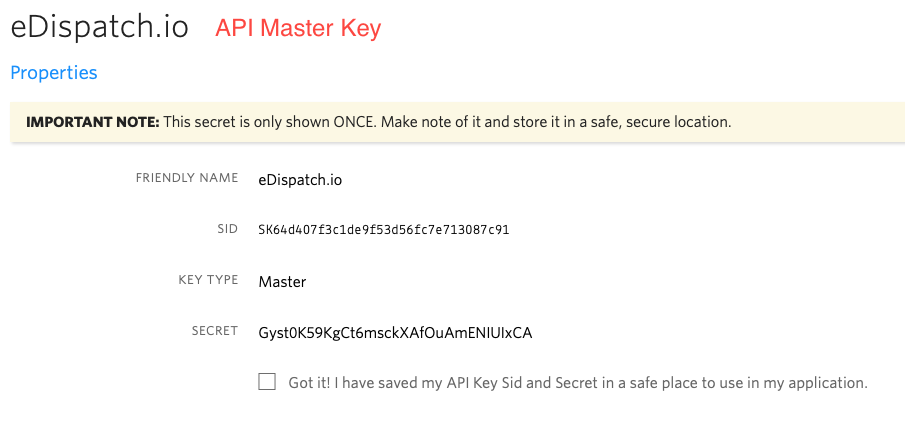 eDispatch.io API Master Key
Properties
IMPORTANT NOTE: This secret is only shown ONCE. Make note of it and store it in a safe, secure location.
FRIENDLY NAME eDispatch.io
SID SK64d407f3c1de9f53d56fc7e713087c91
KEY TYPE Master
SECRET Gyst0K59KgCt6msckXAfOuAmENIUIxCA
Got it! I have saved my API Key Sid and Secret in a safe place to use in my application.